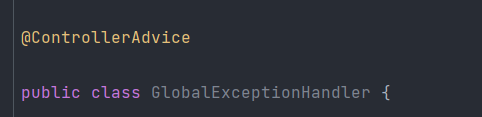 @ControllerAdvice
public class GlobalExceptionHandler {